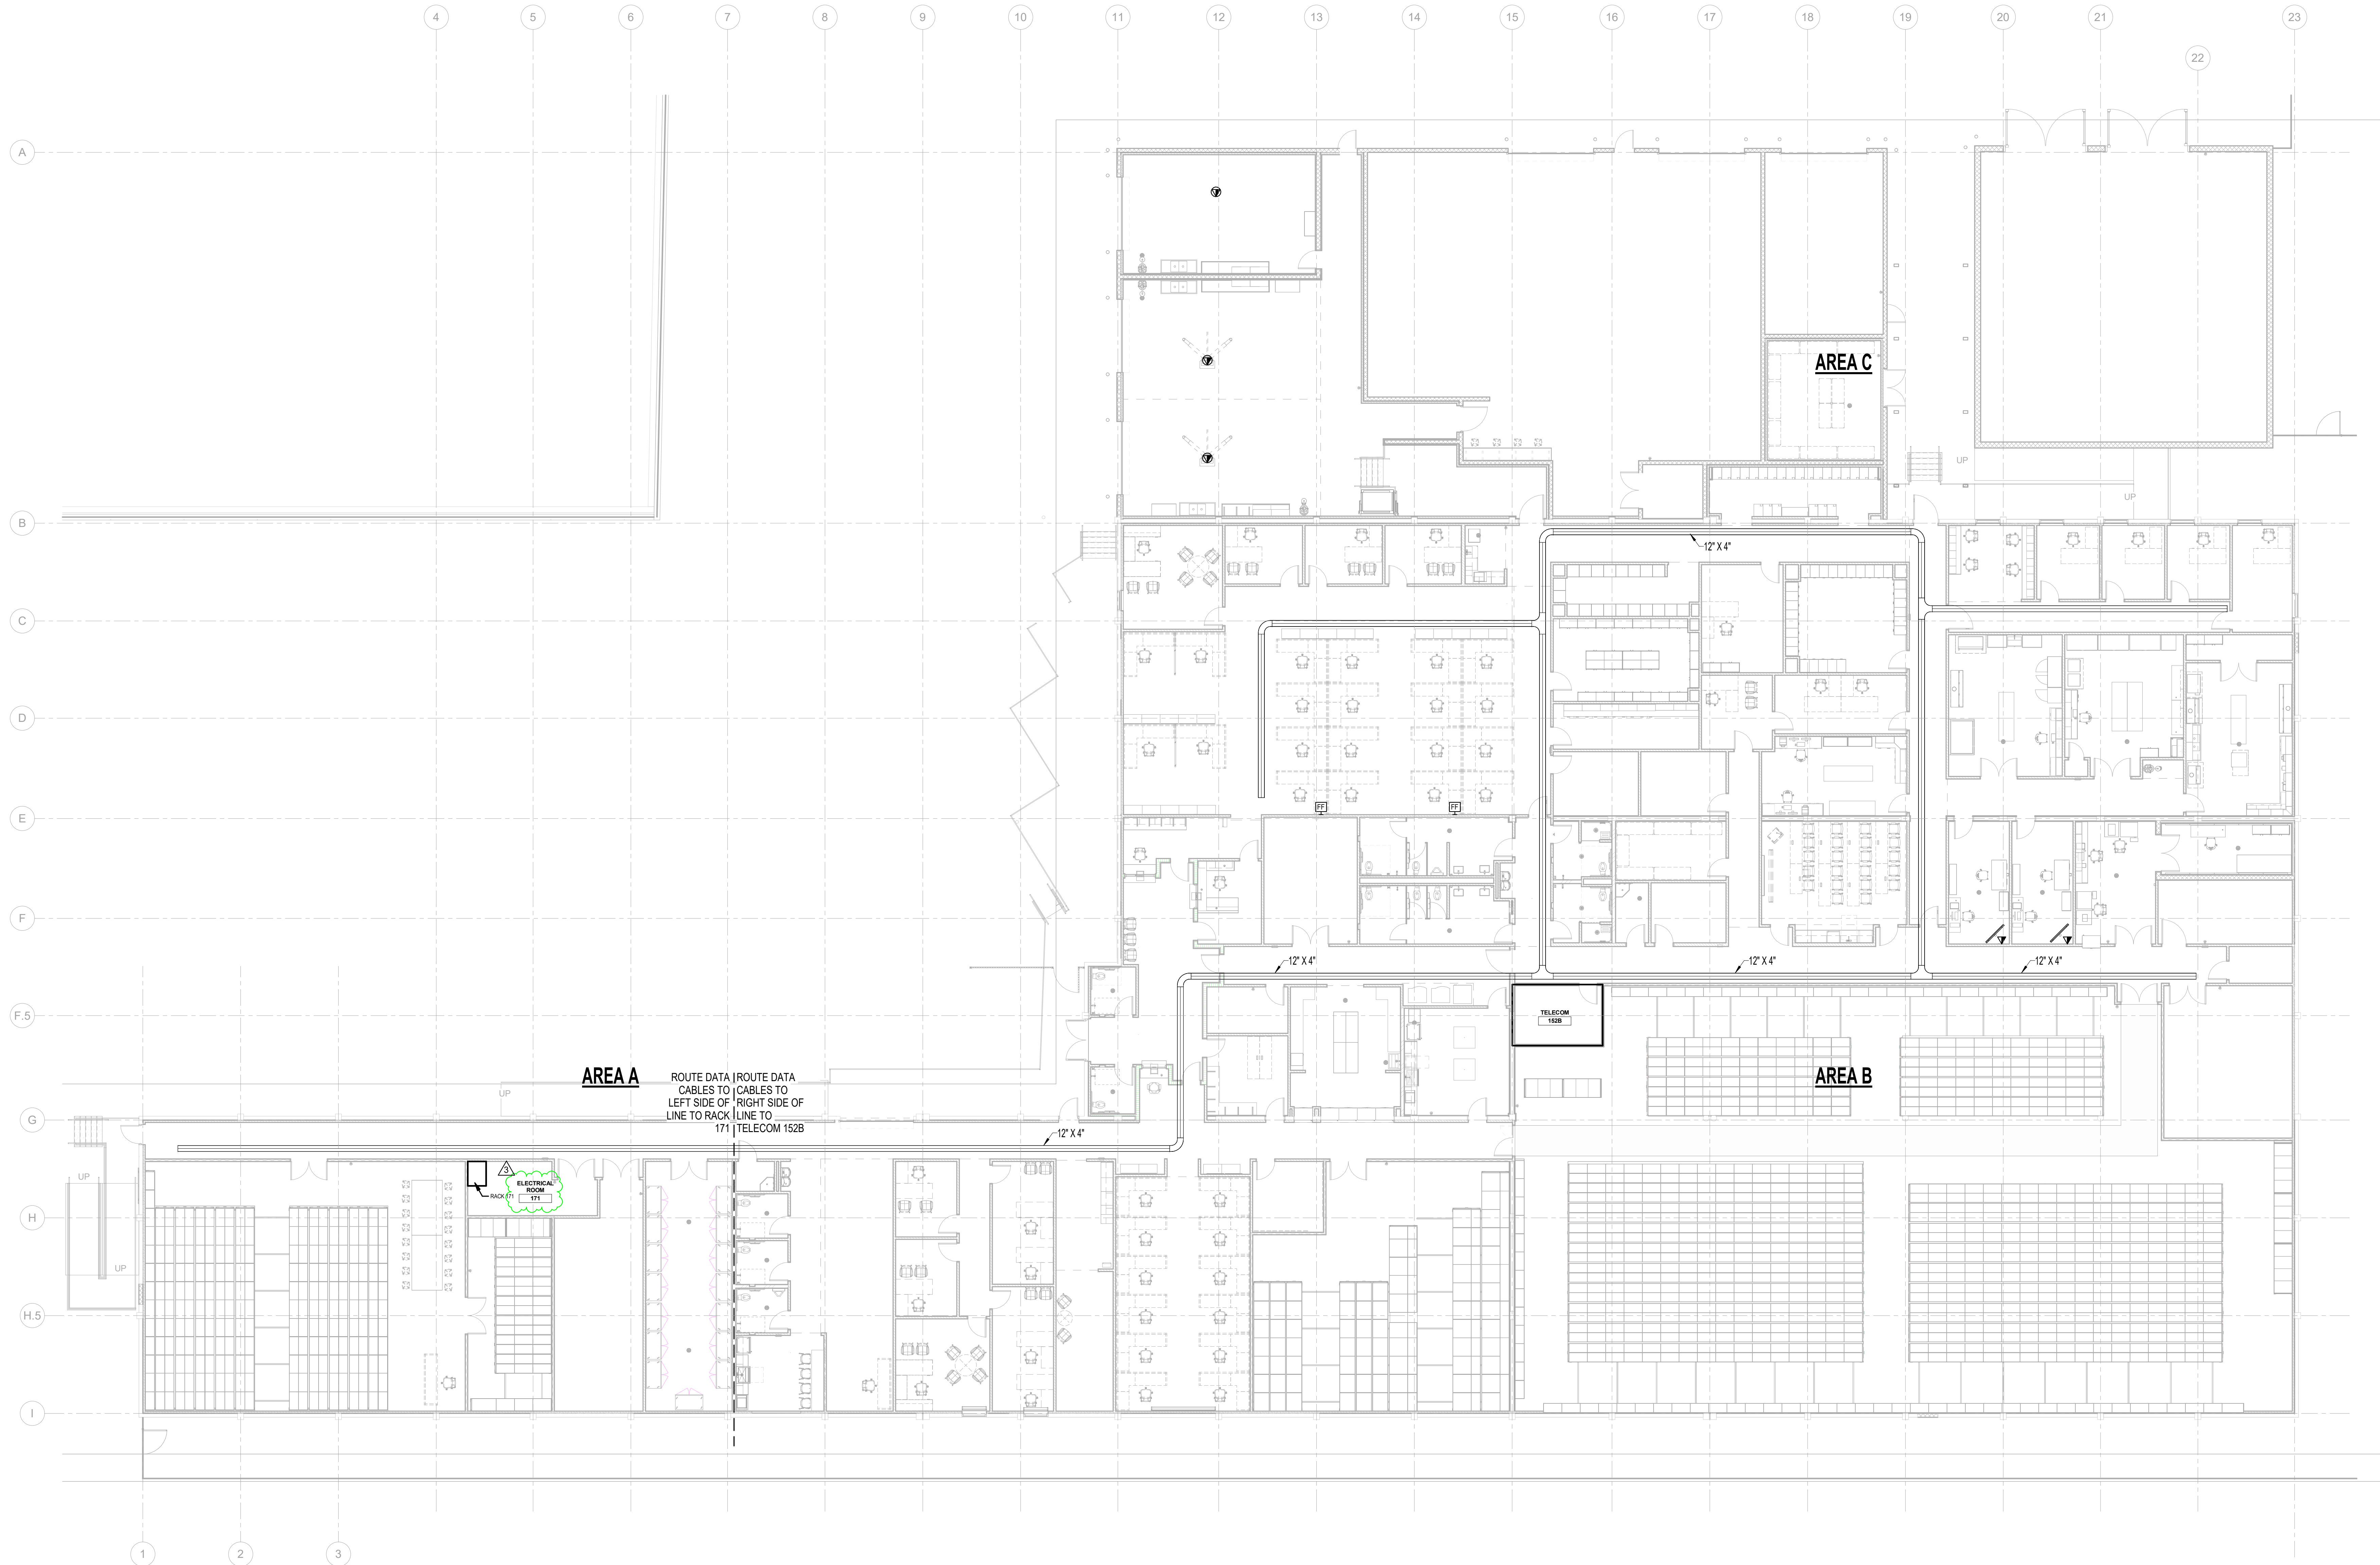 4 5 6 7 8 9 10 11 12 13 14 15 16 17 18 19 20 21 23
22
A
AREA C
UP
UP
B
12" X 4"
C
D
E
FF FF
F
12" X 4" 12" X 4" 12" X 4"
F.5
TELECOM
152B
AREA A
AREA B
ROUTE DATA
CABLES TO
LEFT SIDE OF
LINE TO RACK
171
ROUTE DATA
CABLES TO
RIGHT SIDE OF
LINE TO
TELECOM 152B
UP
G
12" X 4"
3
UP
ELECTRICAL
ROOM
171
RACK 171
H
UP
H.5
I
1 2 3